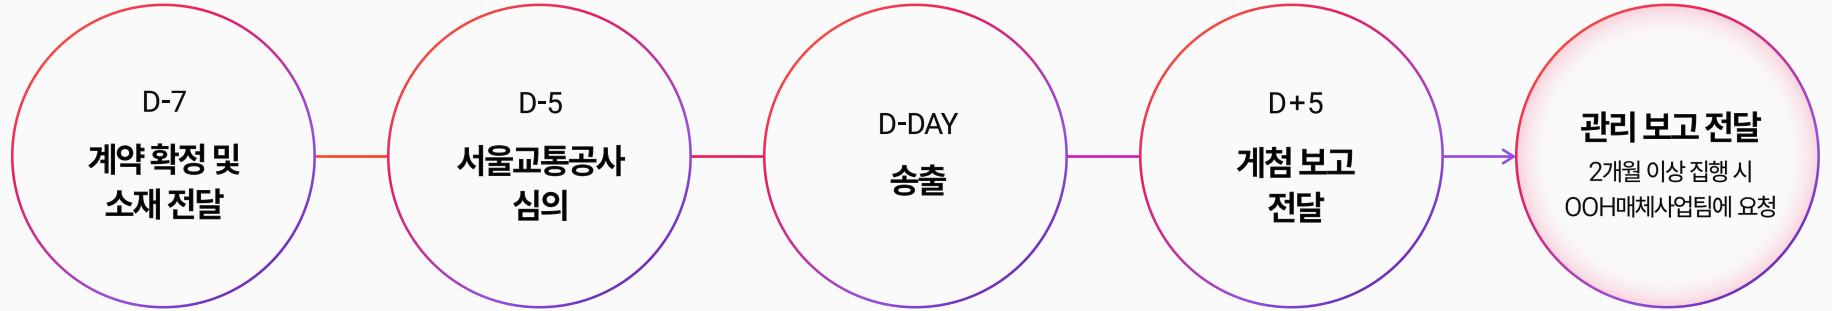 D-7
계약 확정 및
소재 전달
D-5
서울교통공사
심의
D-DAY
송출
D+5
게첨 보고
전달
관리 보고 전달
2개월 이상 집행 시
OOH매체사업팀에 요청